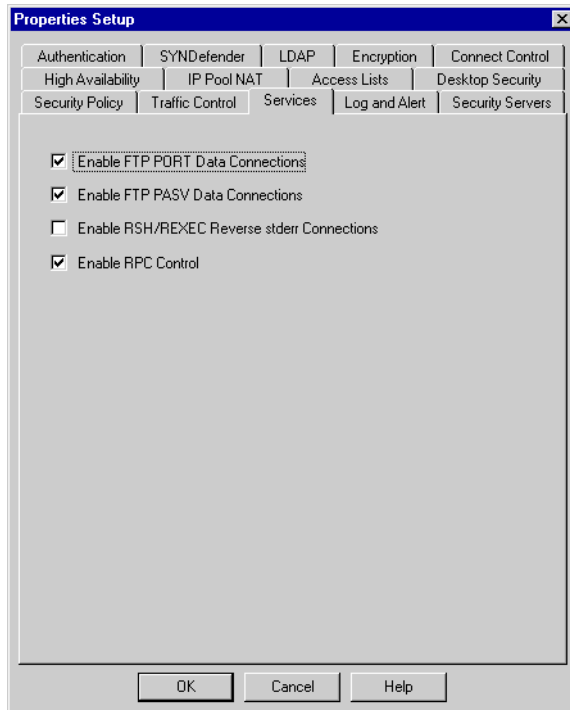 Properties Setup
Authentication SYNDefender LDAP Encryption Connect Control
High Availability IP Pool NAT Access Lists Desktop Security
Security Policy Traffic Control Services Log and Alert Security Servers
Enable FTP PORT Data Connections
Enable FTP PASV Data Connections
Enable RSH/REXEC Reverse stderr Connections
Enable RPC Control
OK Cancel Help